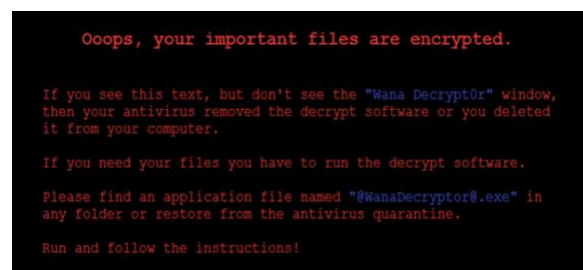 Ooops, your important files are encrypted.
If you see this text, but don't see the "Wana Decrypt0r" window,
then your antivirus removed the decrypt software or you deleted
it from your computer.
If you need your files you have to run the decrypt software.
Please find an application file named "@WanaDecryptor@.exe" in
any folder or restore from the antivirus quarantine.
Run and follow the instructions!